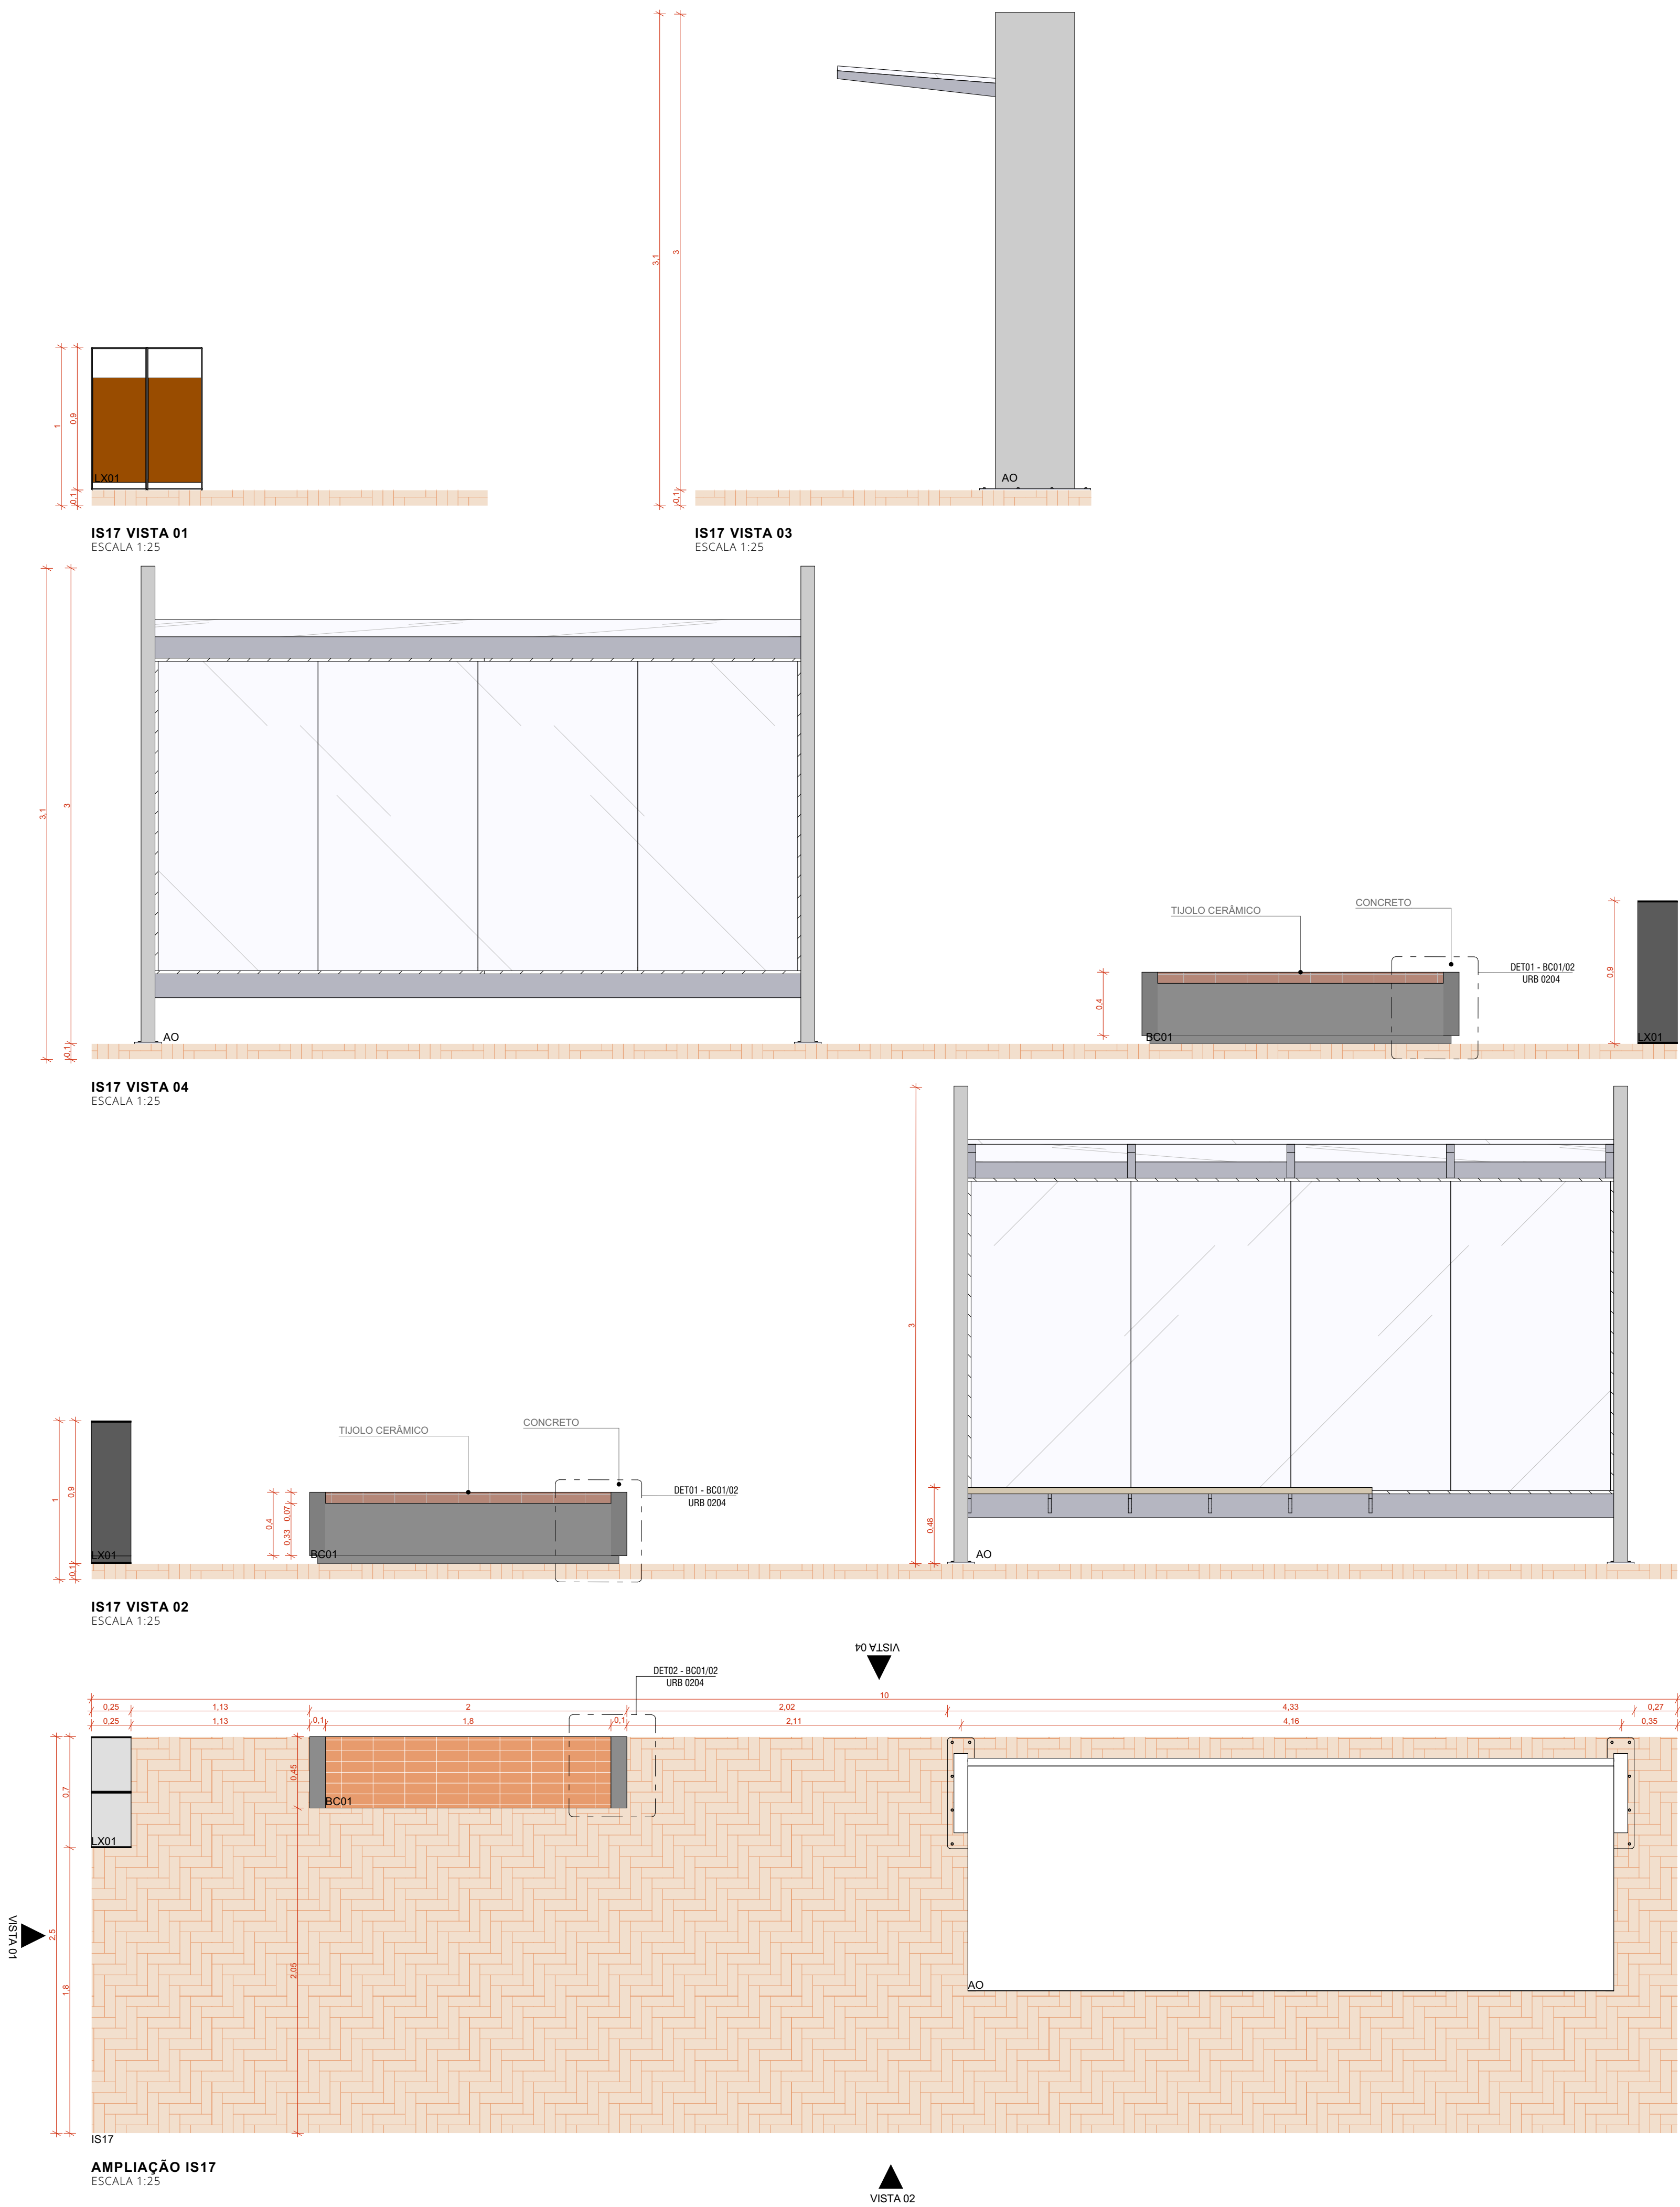 3,1
3
0,1
AO
1
0,9
0,1
LX01
IS17 VISTA 01
ESCALA 1:25
IS17 VISTA 03
ESCALA 1:25
3,1
3
0,1
AO
TIJOLO CERÂMICO
CONCRETO
DET01 - BC01/02
URB 0204
0,4
0,9
BC01
LX01
IS17 VISTA 04
ESCALA 1:25
3
0,48
AO
1
0,9
0,1
LX01
TIJOLO CERÂMICO
CONCRETO
DET01 - BC01/02
URB 0204
0,4
0,07
0,33
BC01
IS17 VISTA 02
ESCALA 1:25
VISTA 04
DET02 - BC01/02
URB 0204
10
0,25
1,13
2
2,02
4,33
0,27
0,25
1,13
0,1
1,8
0,1
2,11
4,16
0,35
0,45
0,7
BC01
LX01
VISTA 01
2,5
1,8
2,05
AO
IS17
AMPLIAÇÃO IS17
ESCALA 1:25
VISTA 02